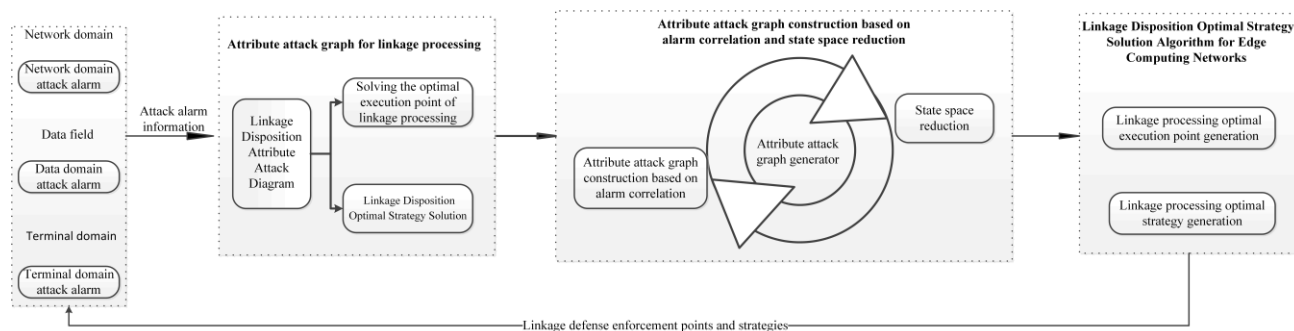 Network domain
Network domain
attack alarm
Data field
Data domain
attack alarm
Terminal domain
Terminal domain
attack alarm
Attack alarm
information
Attribute attack graph for linkage processing
Linkage
Disposition
Attribute
Attack
Diagram
Solving the optimal
execution point of
linkage processing
Linkage Disposition
Optimal Strategy Solution
Attribute attack graph construction based on
alarm correlation and state space reduction
Attribute attack graph
construction based on
alarm correlation
Attribute attack
graph generator
State space
reduction
Linkage Disposition Optimal Strategy
Solution Algorithm for Edge
Computing Networks
Linkage processing optimal
execution point generation
Linkage processing optimal
strategy generation
Linkage defense enforcement points and strategies